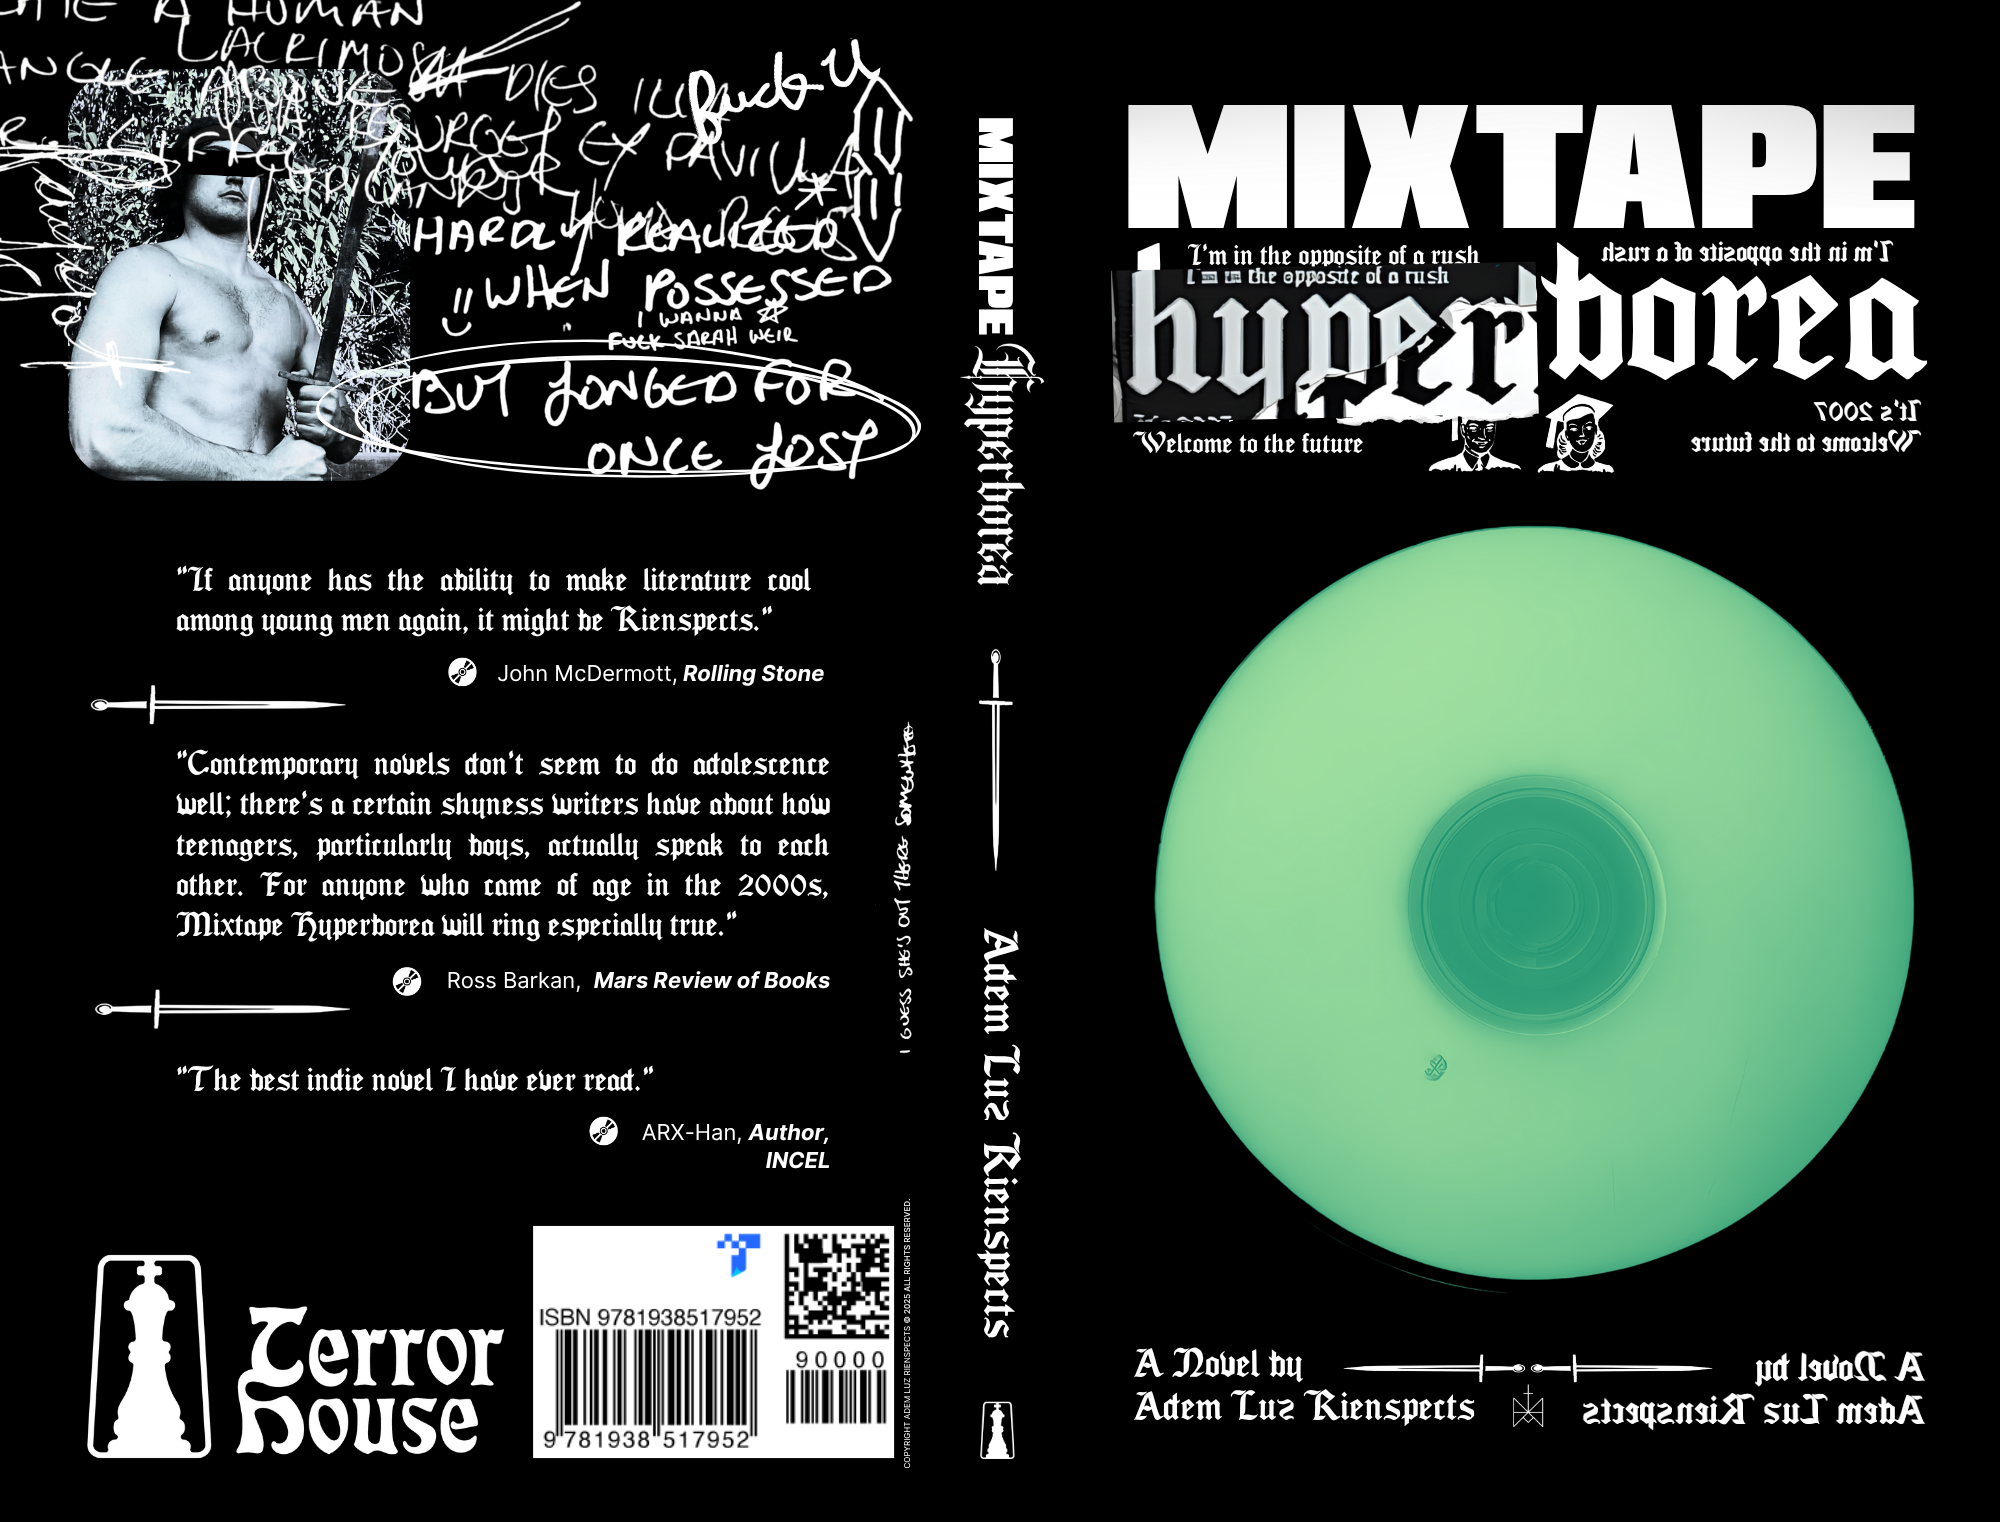 A HUMAN
LACRIMOSA
DIES ILLA
RESURGET EX FAVILLA
HARDLY REALIZED
"WHEN POSSESSED
I WANNA
FUCK SARAH WEIR
BUT LONGED FOR
ONCE LOST
"If anyone has the ability to make literature cool
among young men again, it might be Rienspects."
John McDermott, Rolling Stone
"Contemporary novels don't seem to do adolescence
well; there's a certain shyness writers have about how
teenagers, particularly boys, actually speak to each
other. For anyone who came of age in the 2000s,
Mixtape Hyperborea will ring especially true."
Ross Barkan, Mars Review of Books
"The best indie novel I have ever read."
ARX-Han, Author,
INCEL
I GUESS SHE'S OUT THERE SOMEWHERE
Terror
House
ISBN 9781938517952
90000
9 781938 517952
COPYRIGHT ADEM LUZ RIENSPECTS © 2025 ALL RIGHTS RESERVED.
MIXTAPE Hyperborea
Adem Luz Rienspects
MIXTAPE
I'm in the opposite of a rush
I'm in the opposite of a rush
I'm in the opposite of a rush
hyperborea
It's 2007
Welcome to the future
Welcome to the future
A Novel by
Adem Luz Rienspects
A Novel by
Adem Luz Rienspects